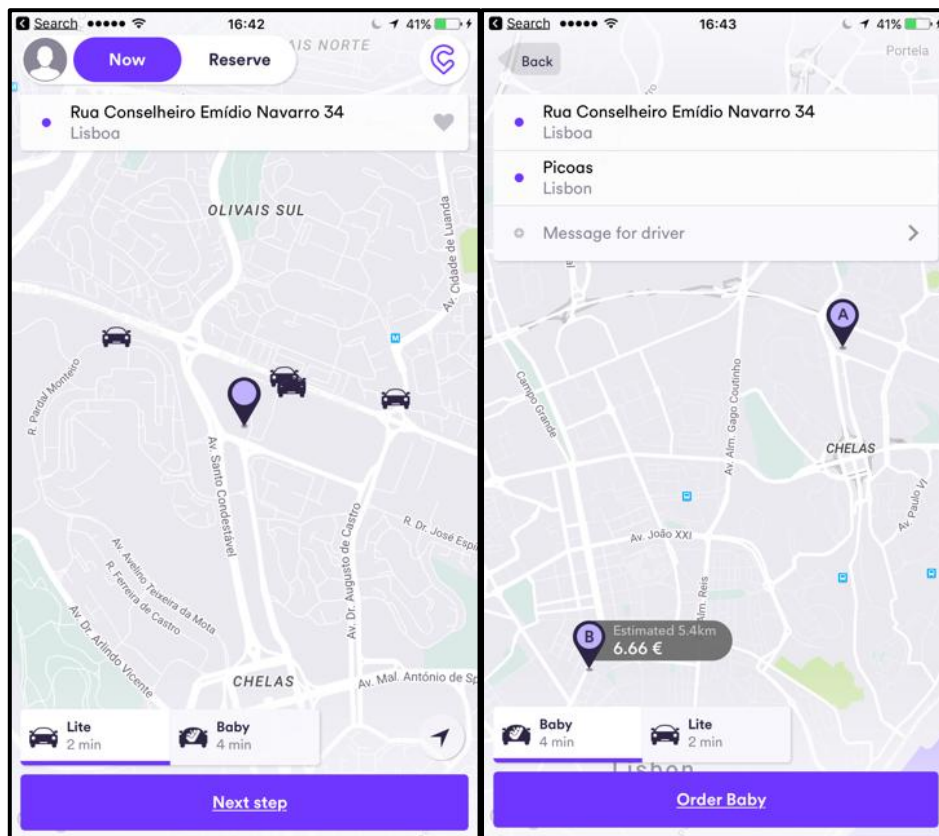 Search
16:42
41%
AIS NORTE
Now
Reserve
Rua Conselheiro Emídio Navarro 34
Lisboa
OLIVAIS SUL
Av. Cidade de Luanda
M
R. Pardal Monteiro
Av. Santo Condestável
Av. Dr. Augusto de Castro
R. Dr. José Espí
Av. Avelino Teixeira da Mota
R. Ferreira de Castro
Av. Dr. Arlindo Vicente
CHELAS
Av. Mal. António de Sp
Lite
2 min
Baby
4 min
Next step
Search
16:43
41%
Portela
Back
Rua Conselheiro Emídio Navarro 34
Lisboa
Picoas
Lisbon
Message for driver
A
Campo Grande
Av. Alm. Gago Coutinho
CHELAS
Av. Paulo VI
Av. João XXI
Alm. Reis
B
Estimated 5.4km
6.66 €
Baby
4 min
Lite
2 min
Lisbon
Order Baby